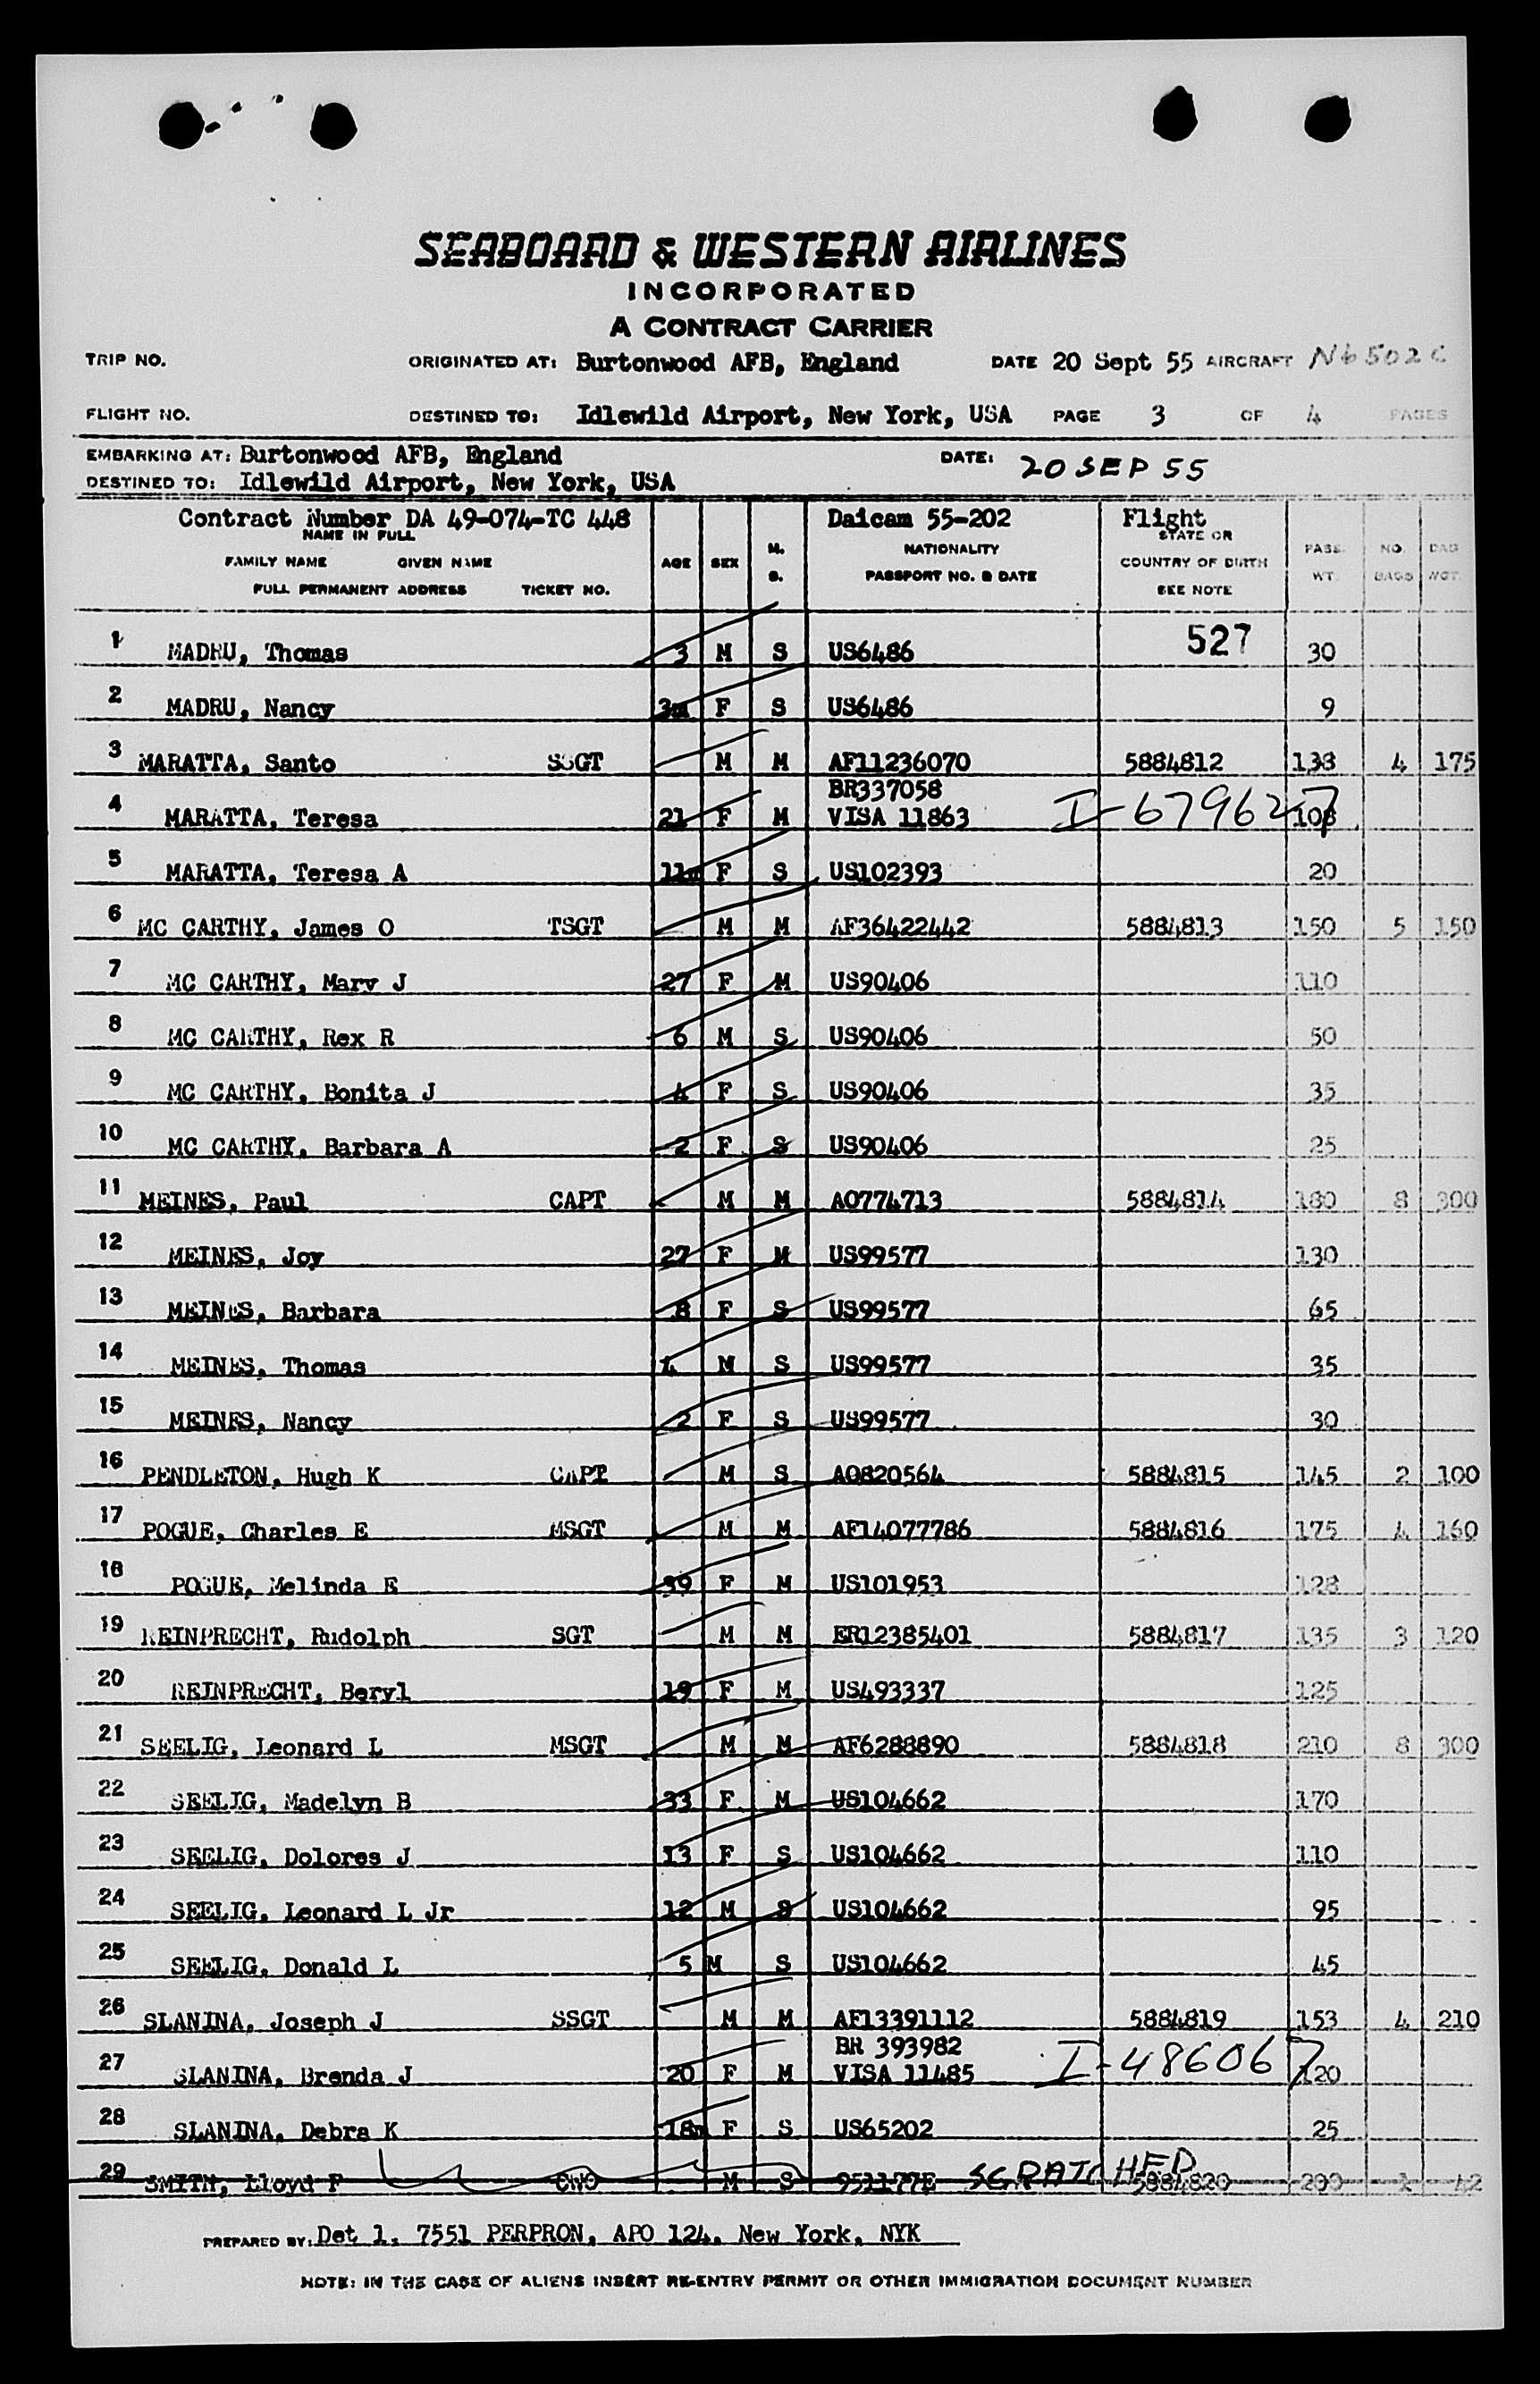 SEABOARD & WESTERN AIRLINES
INCORPORATED
A CONTRACT CARRIER
TRIP NO. ORIGINATED AT: Burtonwood AFB, England DATE 20 Sept 55 AIRCRAFT N6502C
FLIGHT NO. DESTINED TO: Idlewild Airport, New York, USA PAGE 3 OF 4 PAGES
EMBARKING AT: Burtonwood AFB, England DATE: 20 SEP 55
DESTINED TO: Idlewild Airport, New York, USA
Contract Number DA 49-074-TC 448 Daicam 55-202 Flight
NAME IN FULL STATE OR
FAMILY NAME GIVEN NAME AGE SEX M. NATIONALITY COUNTRY OF BIRTH PASS. NO. BAG
FULL PERMANENT ADDRESS TICKET NO. S. PASSPORT NO. & DATE SEE NOTE WT. BAGS WGT.
1 MADRU, Thomas 3 M S US6486 527 30
2 MADRU, Nancy 3m F S US6486 9
3 MARATTA, Santo SSGT M M AF11236070 5884812 138 4 175
BR337058
4 MARATTA, Teresa 21 F M VISA 11863 I-679627 108
5 MARATTA, Teresa A 11m F S US102393 20
6 MC CARTHY, James O TSGT M M AF36422442 5884813 150 5 150
7 MC CARTHY, Mary J 27 F M US90406 110
8 MC CARTHY, Rex R 6 M S US90406 50
9 MC CARTHY, Bonita J 4 F S US90406 35
10 MC CARTHY, Barbara A 2 F S US90406 25
11 MEINES, Paul CAPT M M AO774713 5884814 180 8 300
12 MEINES, Joy 27 F M US99577 130
13 MEINES, Barbara 8 F S US99577 65
14 MEINES, Thomas 4 M S US99577 35
15 MEINES, Nancy 2 F S US99577 30
16 PENDLETON, Hugh K CAPT M S AO820564 5884815 145 2 100
17 POGUE, Charles E MSGT M M AF14077786 5884816 175 4 160
18 POGUE, Melinda E 39 F M US101953 128
19 REINPRECHT, Rudolph SGT M M ER12385401 5884817 135 3 120
20 REINPRECHT, Beryl 19 F M US493337 125
21 SEELIG, Leonard L MSGT M M AF6288890 5884818 210 8 300
22 SEELIG, Madelyn B 33 F M US104662 170
23 SEELIG, Dolores J 13 F S US104662 110
24 SEELIG, Leonard L Jr 12 M S US104662 95
25 SEELIG, Donald L 5 M S US104662 45
26 SLANINA, Joseph J SSGT M M AF13391112 5884819 153 4 210
BR 393982
27 SLANINA, Brenda J 20 F M VISA 11485 I-486067 120
28 SLANINA, Debra K 18m F S US65202 25
29 SMITH, Lloyd F CWO M S 951177E SCRATCHED 5884820 200 42
PREPARED BY: Det 1, 7551 PERPRON, APO 124, New York, NYK
NOTE: IN THE CASE OF ALIENS INSERT RE-ENTRY PERMIT OR OTHER IMMIGRATION DOCUMENT NUMBER